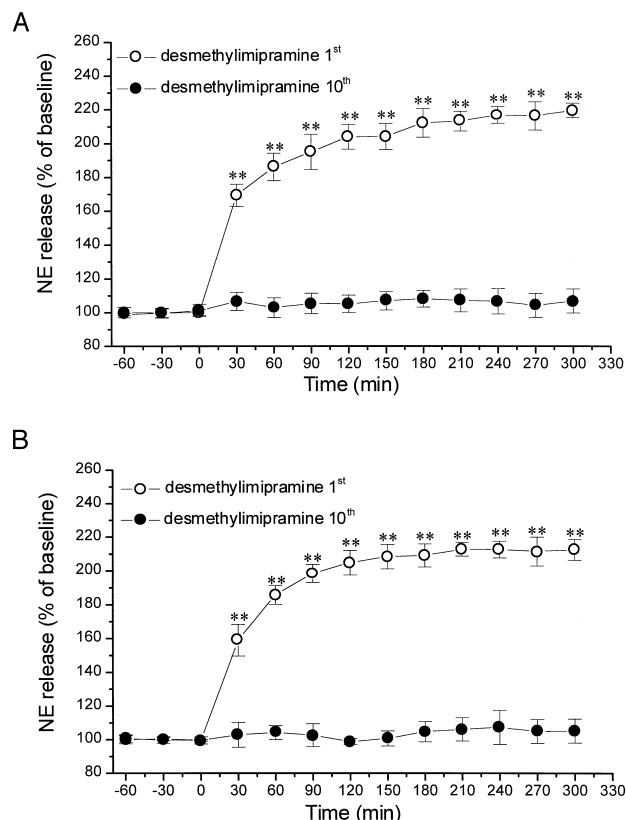 A
NE release (% of baseline)
260
240
220
200
180
160
140
120
100
80
desmethylimipramine 1st
desmethylimipramine 10th
** ** ** ** ** ** ** ** ** **
-60 -30 0 30 60 90 120 150 180 210 240 270 300 330
Time (min)
B
NE release (% of baseline)
260
240
220
200
180
160
140
120
100
80
desmethylimipramine 1st
desmethylimipramine 10th
** ** ** ** ** ** ** ** ** **
-60 -30 0 30 60 90 120 150 180 210 240 270 300 330
Time (min)